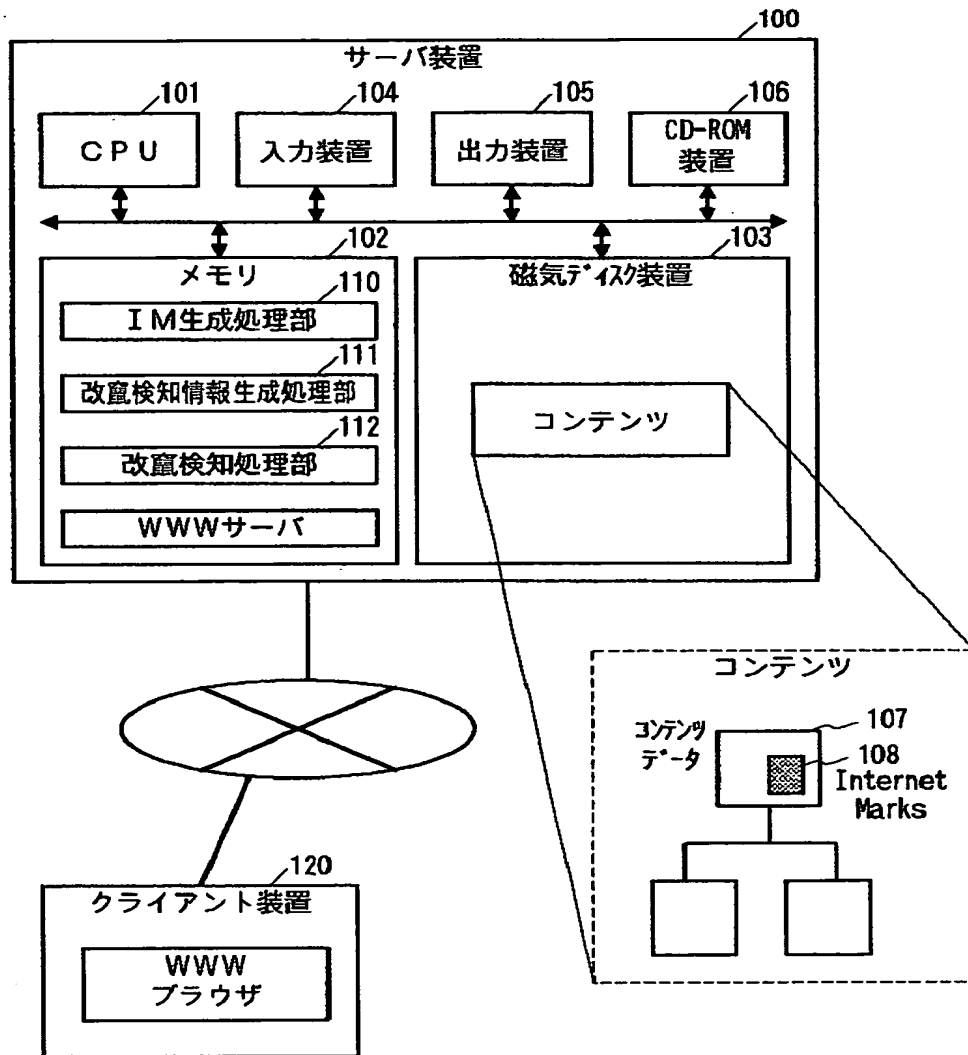 100
サーバ装置
101
104
105
106
CPU
入力装置
出力装置
CD-ROM
装置
102
103
メモリ
磁気ディスク装置
110
IM生成処理部
111
改竄検知情報生成処理部
コンテンツ
112
改竄検知処理部
WWWサーバ
コンテンツ
コンテンツ
データ
107
108
Internet
Marks
120
クライアント装置
WWW
ブラウザ